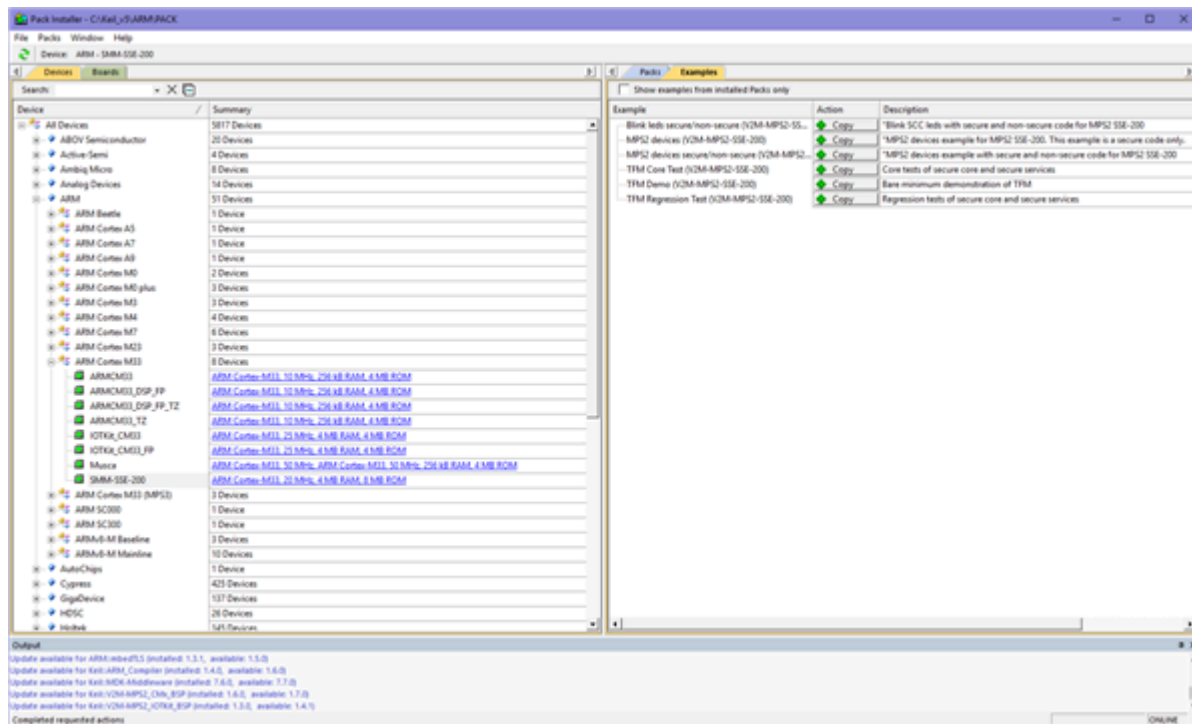 Pack Installer - C:\Keil_v5\ARM\PACK
File Packs Window Help
Device: ARM - SMM-SSE-200
Devices Boards
Search:
Device / Summary
All Devices 5817 Devices
ABOV Semiconductor 20 Devices
Active-Semi 4 Devices
Ambiq Micro 8 Devices
Analog Devices 14 Devices
ARM 51 Devices
ARM Beetle 1 Device
ARM Cortex A5 1 Device
ARM Cortex A7 1 Device
ARM Cortex A9 1 Device
ARM Cortex M0 2 Devices
ARM Cortex M0 plus 3 Devices
ARM Cortex M3 3 Devices
ARM Cortex M4 4 Devices
ARM Cortex M7 6 Devices
ARM Cortex M23 3 Devices
ARM Cortex M33 8 Devices
ARMCM33 ARM Cortex-M33, 10 MHz, 256 kB RAM, 4 MB ROM
ARMCM33_DSP_FP ARM Cortex-M33, 10 MHz, 256 kB RAM, 4 MB ROM
ARMCM33_DSP_FP_TZ ARM Cortex-M33, 10 MHz, 256 kB RAM, 4 MB ROM
ARMCM33_TZ ARM Cortex-M33, 10 MHz, 256 kB RAM, 4 MB ROM
IOTKit_CM33 ARM Cortex-M33, 25 MHz, 4 MB RAM, 4 MB ROM
IOTKit_CM33_FP ARM Cortex-M33, 25 MHz, 4 MB RAM, 4 MB ROM
Musca ARM Cortex-M33, 50 MHz, ARM Cortex-M33, 50 MHz, 256 kB RAM, 4 MB ROM
SMM-SSE-200 ARM Cortex-M33, 20 MHz, 4 MB RAM, 8 MB ROM
ARM Cortex M33 (MPS3) 3 Devices
ARM SC000 1 Device
ARM SC300 1 Device
ARMv8-M Baseline 3 Devices
ARMv8-M Mainline 10 Devices
AutoChips 1 Device
Cypress 425 Devices
GigaDevice 137 Devices
HDSC 26 Devices
Holtek 145 Devices
Packs Examples
Show examples from installed Packs only
Example Action Description
Blink leds secure/non-secure (V2M-MPS2-SS... Copy "Blink SCC leds with secure and non-secure code for MPS2 SSE-200
MPS2 devices (V2M-MPS2-SSE-200) Copy "MPS2 devices example for MPS2 SSE-200. This example is a secure code only.
MPS2 devices secure/non-secure (V2M-MPS2... Copy "MPS2 devices example with secure and non-secure code for MPS2 SSE-200
TFM Core Test (V2M-MPS2-SSE-200) Copy Core tests of secure core and secure services
TFM Demo (V2M-MPS2-SSE-200) Copy Bare minimum demonstration of TFM
TFM Regression Test (V2M-MPS2-SSE-200) Copy Regression tests of secure core and secure services
Output
Update available for ARM::mbedTLS (installed: 1.3.1, available: 1.5.0)
Update available for Keil::ARM_Compiler (installed: 1.4.0, available: 1.6.0)
Update available for Keil::MDK-Middleware (installed: 7.6.0, available: 7.7.0)
Update available for Keil::V2M-MPS2_CMx_BSP (installed: 1.6.0, available: 1.7.0)
Update available for Keil::V2M-MPS2_IOTKit_BSP (installed: 1.3.0, available: 1.4.1)
Completed requested actions ONLINE